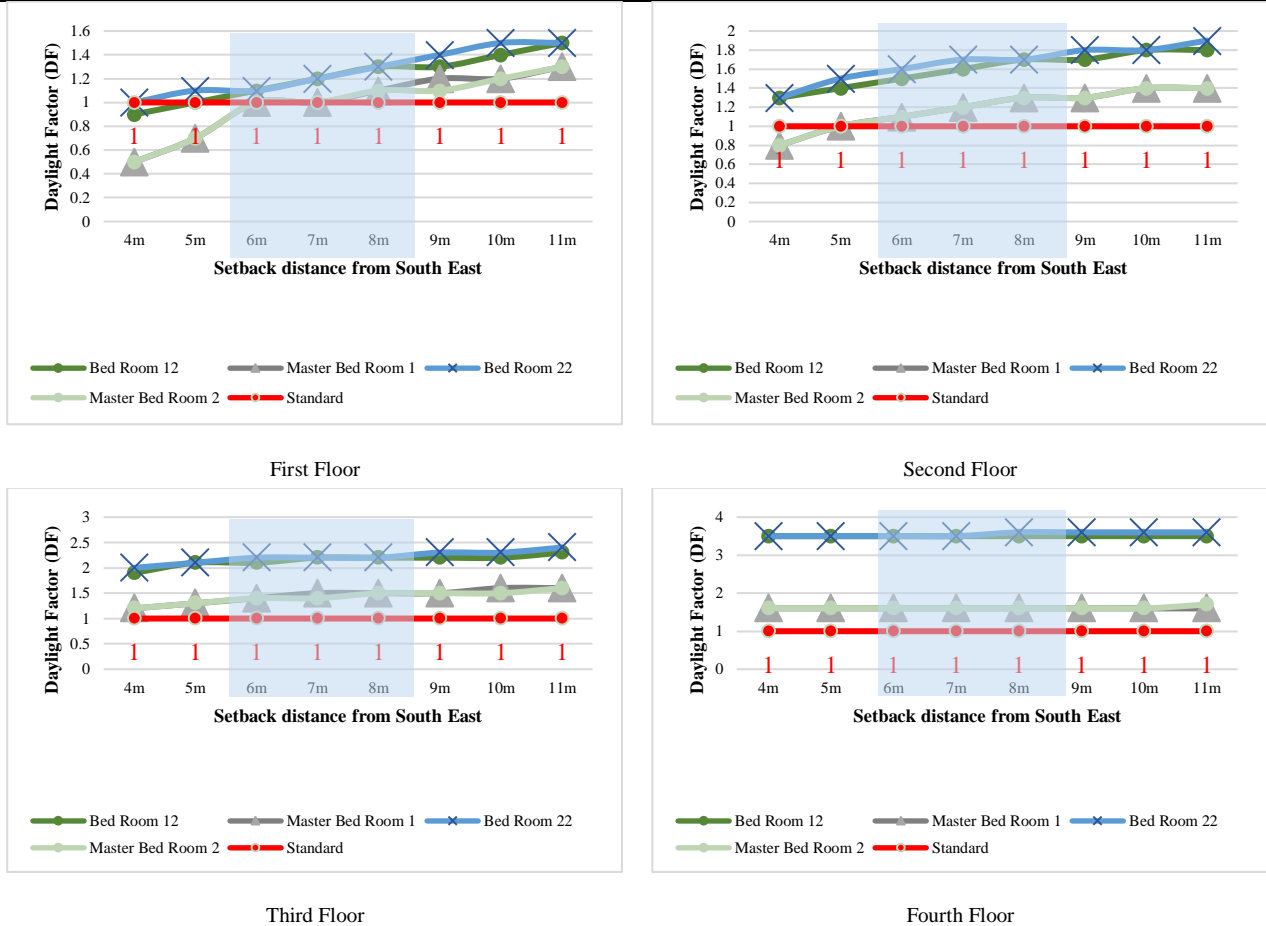 Daylight Factor (DF)
1.6
1.4
1.2
1
0.8
0.6
0.4
0.2
0
1 1 1 1 1 1 1 1
4m 5m 6m 7m 8m 9m 10m 11m
Setback distance from South East
Bed Room 12 Master Bed Room 1 Bed Room 22
Master Bed Room 2 Standard
First Floor
Daylight Factor (DF)
2
1.8
1.6
1.4
1.2
1
0.8
0.6
0.4
0.2
0
1 1 1 1 1 1 1 1
4m 5m 6m 7m 8m 9m 10m 11m
Setback distance from South East
Bed Room 12 Master Bed Room 1 Bed Room 22
Master Bed Room 2 Standard
Second Floor
Daylight Factor (DF)
3
2.5
2
1.5
1
0.5
0
1 1 1 1 1 1 1 1
4m 5m 6m 7m 8m 9m 10m 11m
Setback distance from South East
Bed Room 12 Master Bed Room 1 Bed Room 22
Master Bed Room 2 Standard
Third Floor
Daylight Factor (DF)
4
3
2
1
0
1 1 1 1 1 1 1 1
4m 5m 6m 7m 8m 9m 10m 11m
Setback distance from South East
Bed Room 12 Master Bed Room 1 Bed Room 22
Master Bed Room 2 Standard
Fourth Floor